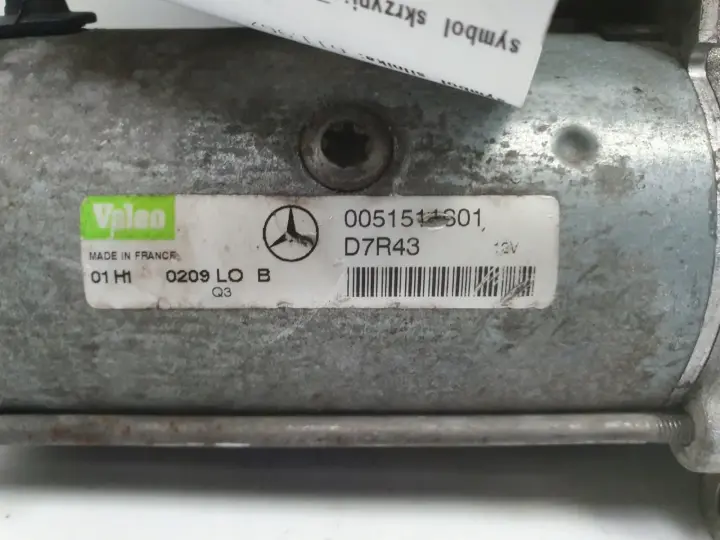 symbol skrzyni:
Valeo
0051511301
D7R43
12V
MADE IN FRANCE
01 H1 0209 LO B
Q3